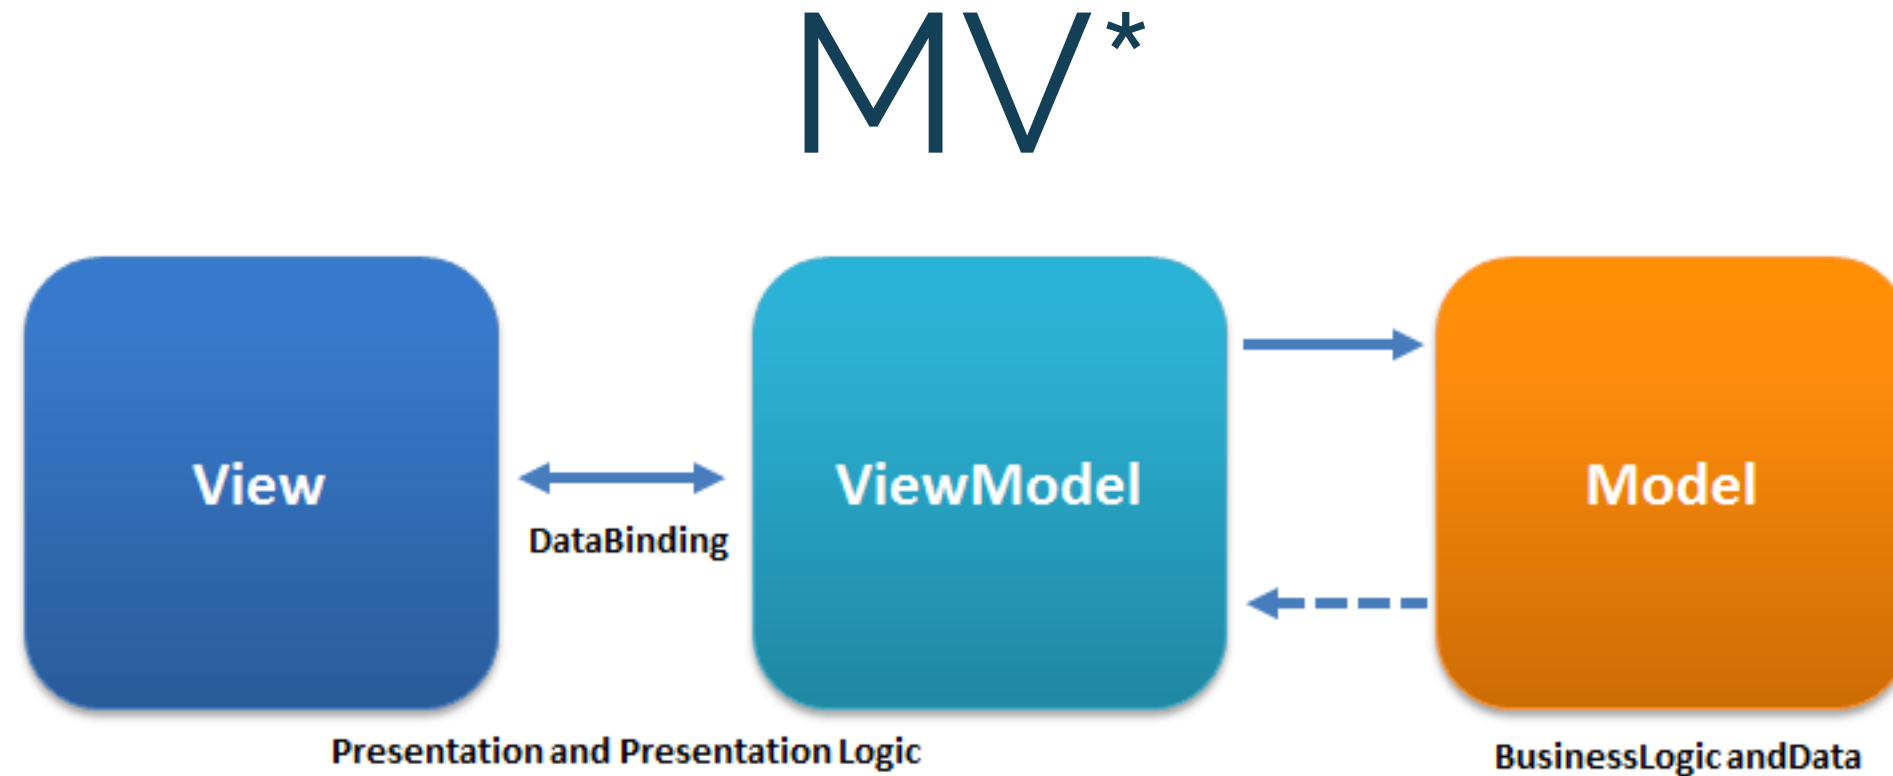 MV*
View
ViewModel
Model
DataBinding
Presentation and Presentation Logic
BusinessLogic andData